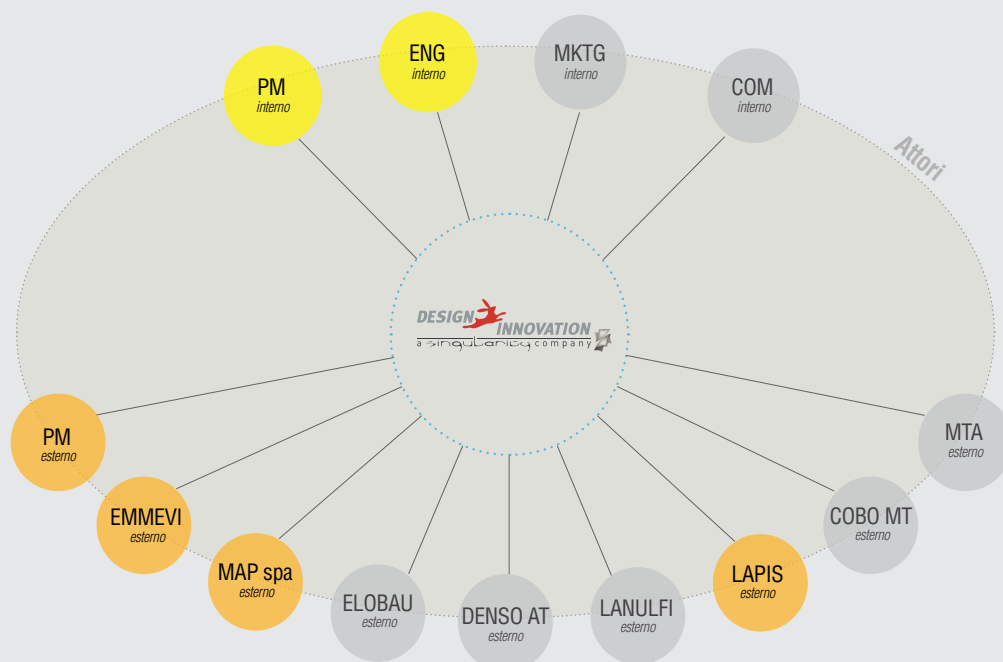 ENG
interno
MKTG
interno
PM
interno
COM
interno
Attori
DESIGN
INNOVATION
a singularity company
PM
esterno
MTA
esterno
EMMEVI
esterno
COBO MT
esterno
MAP spa
esterno
LAPIS
esterno
ELOBAU
esterno
DENSO AT
esterno
LANULFI
esterno